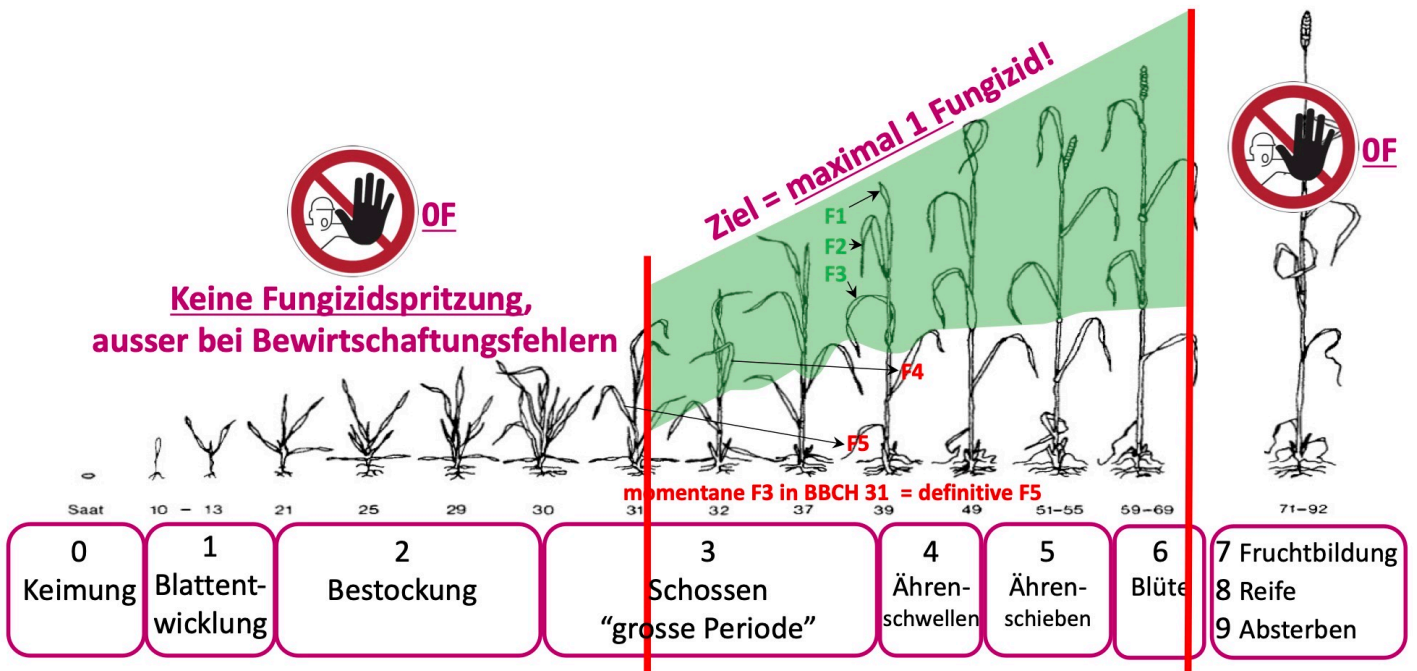 Ziel = maximal 1 Fungizid!
0F
0F
Keine Fungizidspritzung,
ausser bei Bewirtschaftungsfehlern
F1
F2
F3
F4
F5
momentane F3 in BBCH 31 = definitive F5
Saat 10 – 13 21 25 29 30 31 32 37 39 49 51–55 59–69 71–92
0
Keimung
1
Blattent-
wicklung
2
Bestockung
3
Schossen
“grosse Periode”
4
Ähren-
schwellen
5
Ähren-
schieben
6
Blüte
7 Fruchtbildung
8 Reife
9 Absterben